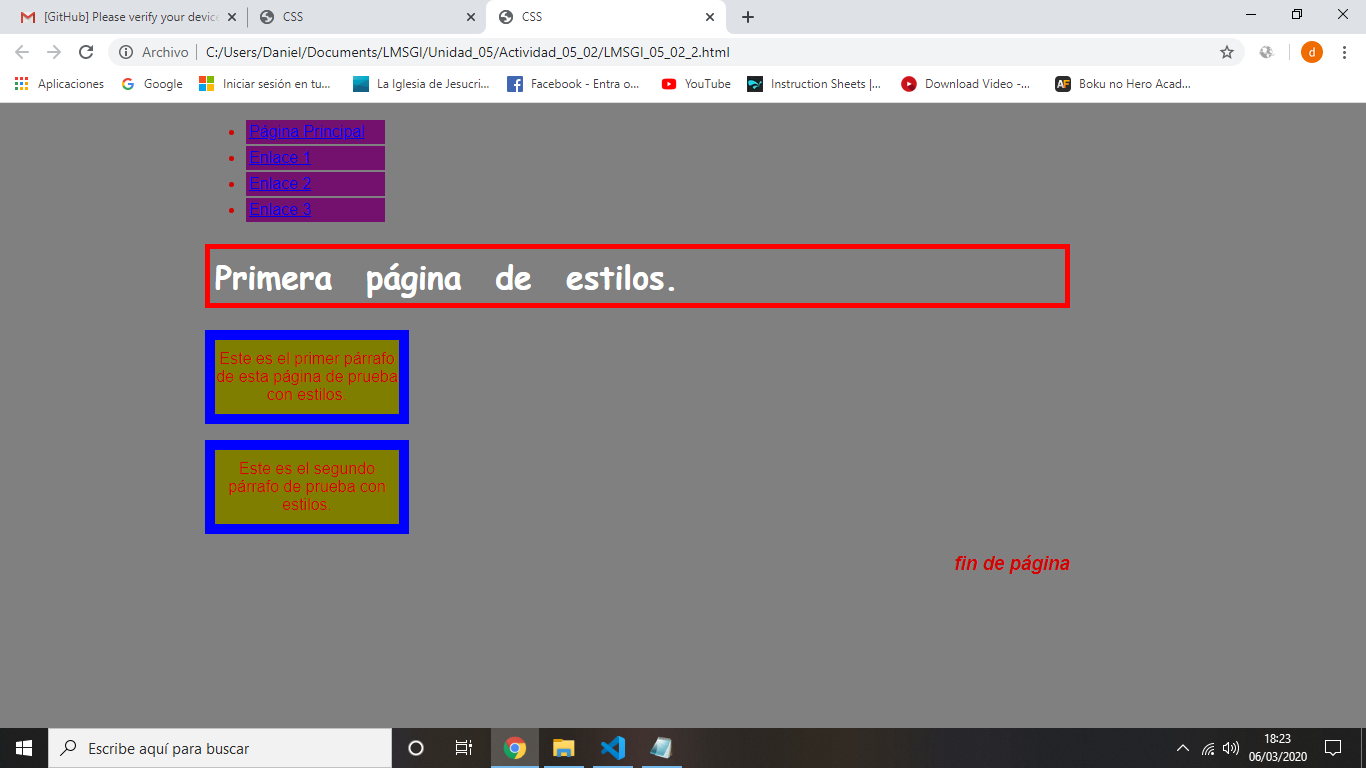 [GitHub] Please verify your device
CSS
CSS
Archivo
C:/Users/Daniel/Documents/LMSGI/Unidad_05/Actividad_05_02/LMSGI_05_02_2.html
d
Aplicaciones
Google
Iniciar sesión en tu...
La Iglesia de Jesucri...
Facebook - Entra o...
YouTube
Instruction Sheets |...
Download Video -...
AF
Boku no Hero Acad...
Página Principal
Enlace 1
Enlace 2
Enlace 3
Primera página de estilos.
Este es el primer párrafo
de esta página de prueba
con estilos.
Este es el segundo
párrafo de prueba con
estilos.
fin de página
Escribe aquí para buscar
18:23
06/03/2020